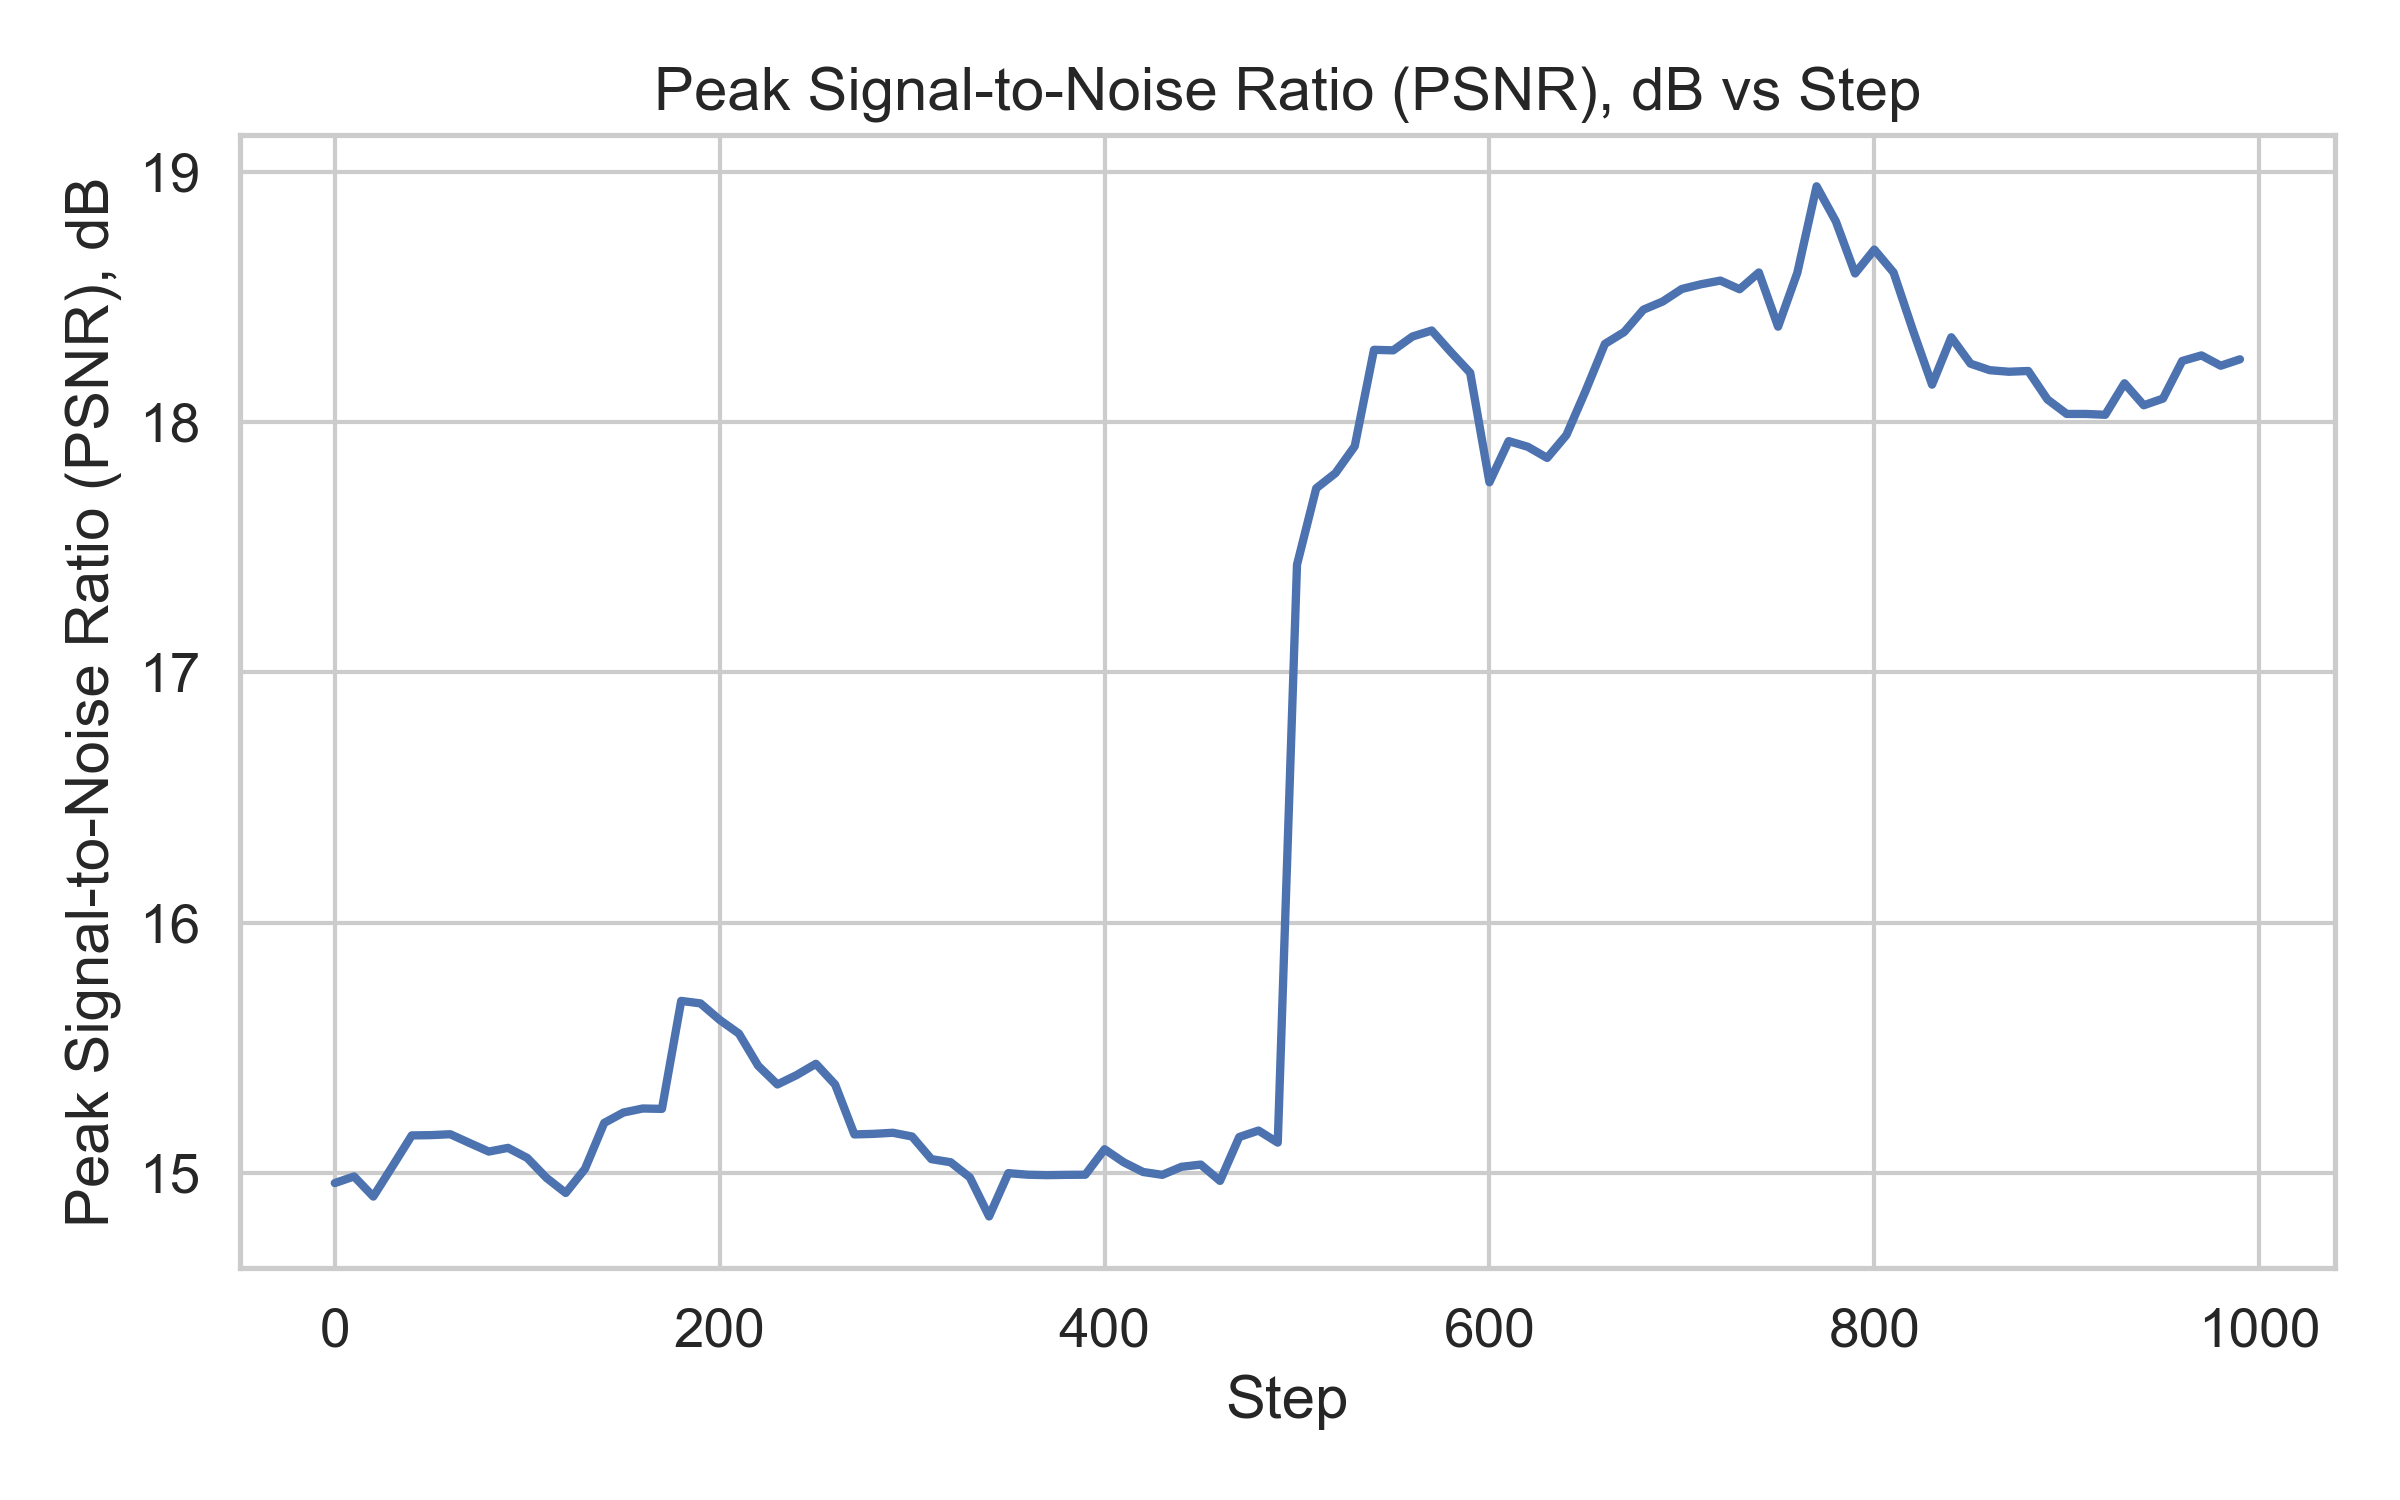 Peak Signal-to-Noise Ratio (PSNR), dB vs Step
Peak Signal-to-Noise Ratio (PSNR), dB
19
18
17
16
15
0 200 400 600 800 1000
Step